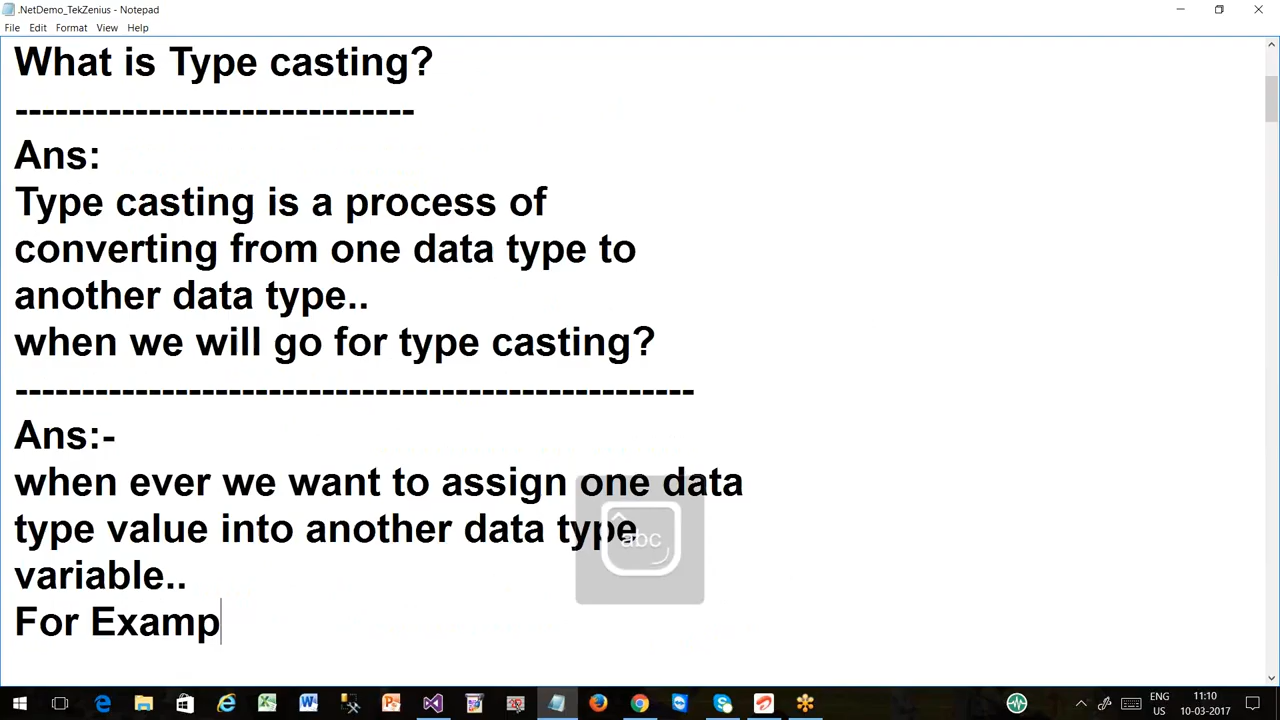 .NetDemo_TekZenius - Notepad
File Edit Format View Help
What is Type casting?
------------------------------
Ans:
Type casting is a process of
converting from one data type to
another data type..
when we will go for type casting?
---------------------------------------------------
Ans:-
when ever we want to assign one data
type value into another data type
variable..
For Examp
abc
ENG
US
11:10
10-03-2017